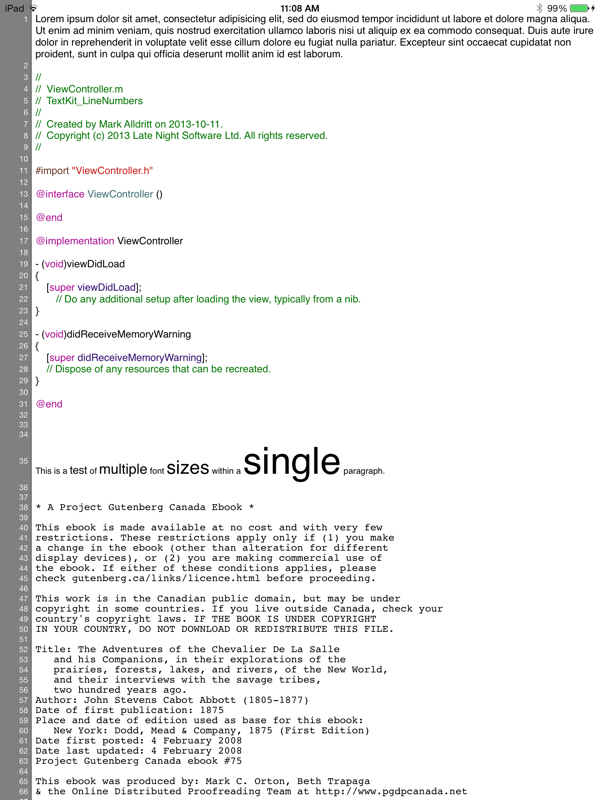 iPad 11:08 AM 99%
1 Lorem ipsum dolor sit amet, consectetur adipisicing elit, sed do eiusmod tempor incididunt ut labore et dolore magna aliqua.
Ut enim ad minim veniam, quis nostrud exercitation ullamco laboris nisi ut aliquip ex ea commodo consequat. Duis aute irure
dolor in reprehenderit in voluptate velit esse cillum dolore eu fugiat nulla pariatur. Excepteur sint occaecat cupidatat non
proident, sunt in culpa qui officia deserunt mollit anim id est laborum.
2
3 //
4 //  ViewController.m
5 //  TextKit_LineNumbers
6 //
7 //  Created by Mark Alldritt on 2013-10-11.
8 //  Copyright (c) 2013 Late Night Software Ltd. All rights reserved.
9 //
10
11 #import "ViewController.h"
12
13 @interface ViewController ()
14
15 @end
16
17 @implementation ViewController
18
19 - (void)viewDidLoad
20 {
21     [super viewDidLoad];
22        // Do any additional setup after loading the view, typically from a nib.
23 }
24
25 - (void)didReceiveMemoryWarning
26 {
27     [super didReceiveMemoryWarning];
28     // Dispose of any resources that can be recreated.
29 }
30
31 @end
32
33
34
35 This is a test of multiple font sizes within a single paragraph.
36
37
38 * A Project Gutenberg Canada Ebook *
39
40 This ebook is made available at no cost and with very few
41 restrictions. These restrictions apply only if (1) you make
42 a change in the ebook (other than alteration for different
43 display devices), or (2) you are making commercial use of
44 the ebook. If either of these conditions applies, please
45 check gutenberg.ca/links/licence.html before proceeding.
46
47 This work is in the Canadian public domain, but may be under
48 copyright in some countries. If you live outside Canada, check your
49 country's copyright laws. IF THE BOOK IS UNDER COPYRIGHT
50 IN YOUR COUNTRY, DO NOT DOWNLOAD OR REDISTRIBUTE THIS FILE.
51
52 Title: The Adventures of the Chevalier De La Salle
53    and his Companions, in their explorations of the
54    prairies, forests, lakes, and rivers, of the New World,
55    and their interviews with the savage tribes,
56    two hundred years ago.
57 Author: John Stevens Cabot Abbott (1805-1877)
58 Date of first publication: 1875
59 Place and date of edition used as base for this ebook:
60    New York: Dodd, Mead & Company, 1875 (First Edition)
61 Date first posted: 4 February 2008
62 Date last updated: 4 February 2008
63 Project Gutenberg Canada ebook #75
64
65 This ebook was produced by: Mark C. Orton, Beth Trapaga
66 & the Online Distributed Proofreading Team at http://www.pgdpcanada.net